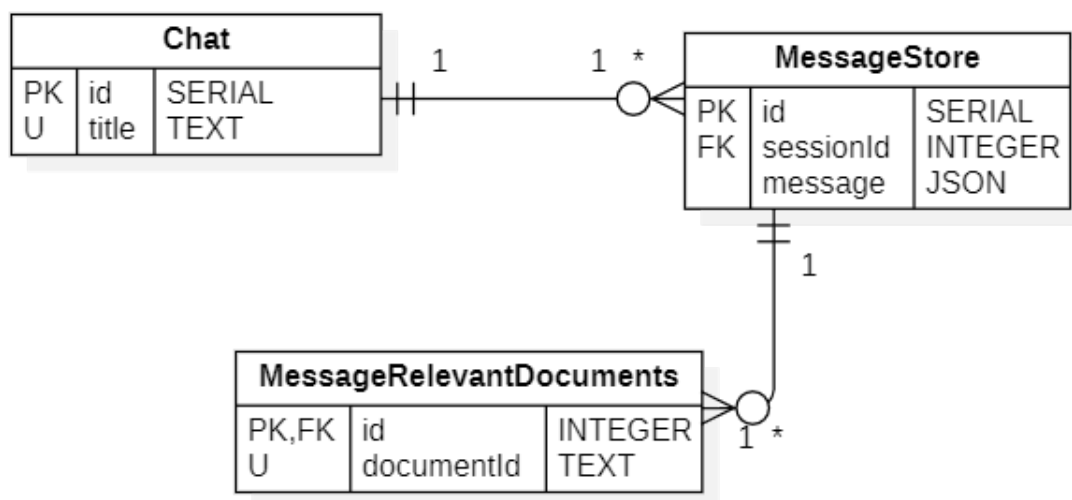 Chat
PK id SERIAL
U title TEXT
1
1 *
MessageStore
PK id SERIAL
FK sessionId INTEGER
message JSON
1
MessageRelevantDocuments
PK,FK id INTEGER
U documentId TEXT
1 *